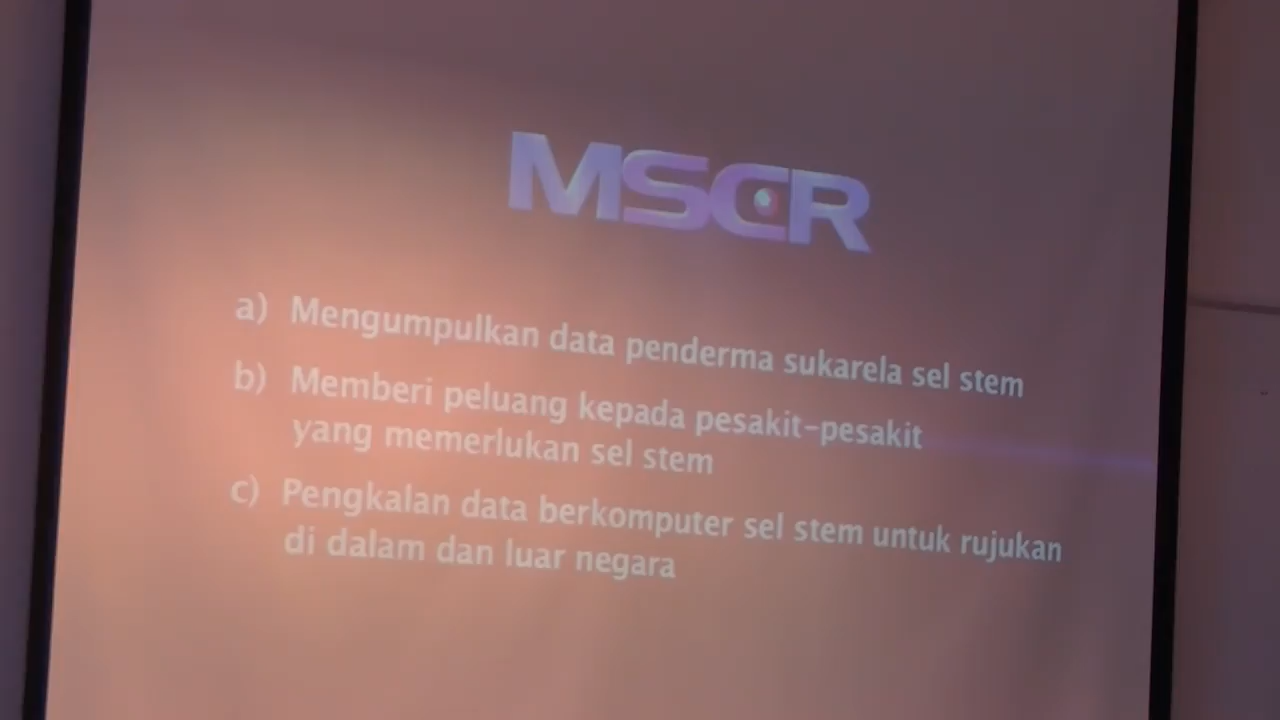 MSCR
a) Mengumpulkan data penderma sukarela sel stem
b) Memberi peluang kepada pesakit-pesakit
yang memerlukan sel stem
c) Pengkalan data berkomputer sel stem untuk rujukan
di dalam dan luar negara